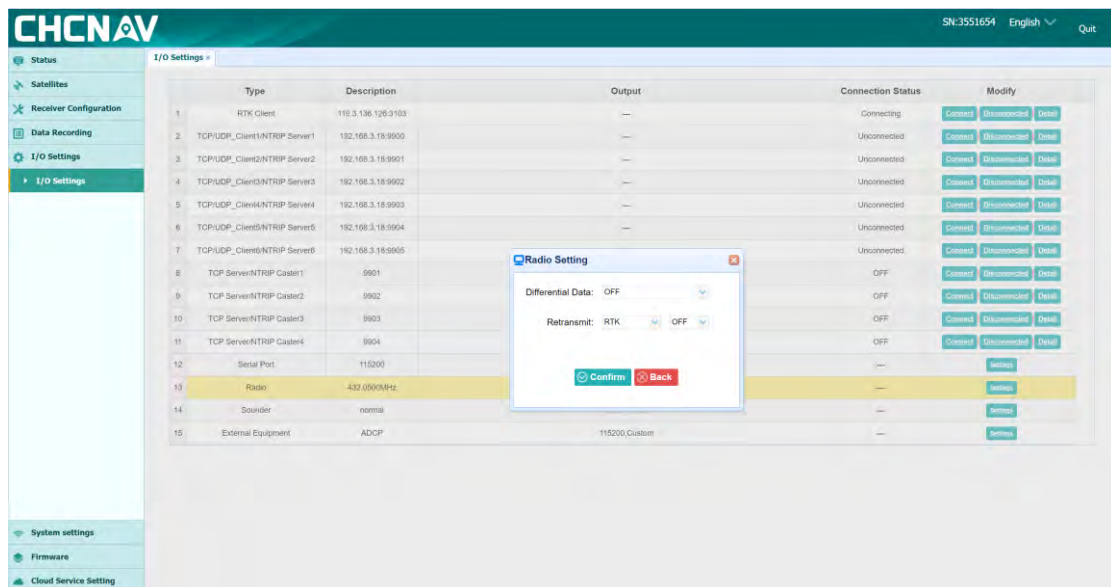 CHCNAV
SN:3551654 English Quit
Status
Satellites
Receiver Configuration
Data Recording
I/O Settings
I/O Settings
System settings
Firmware
Cloud Service Setting
I/O Settings ×
Type Description Output Connection Status Modify
1 RTK Client 119.3.136.126:3103 — Connecting Connect Disconnected Detail
2 TCP/UDP_Client1/NTRIP Server1 192.168.3.18:9900 — Unconnected Connect Disconnected Detail
3 TCP/UDP_Client2/NTRIP Server2 192.168.3.18:9901 — Unconnected Connect Disconnected Detail
4 TCP/UDP_Client3/NTRIP Server3 192.168.3.18:9902 — Unconnected Connect Disconnected Detail
5 TCP/UDP_Client4/NTRIP Server4 192.168.3.18:9903 — Unconnected Connect Disconnected Detail
6 TCP/UDP_Client5/NTRIP Server5 192.168.3.18:9904 — Unconnected Connect Disconnected Detail
7 TCP/UDP_Client6/NTRIP Server6 192.168.3.18:9905 Unconnected Connect Disconnected Detail
8 TCP Server/NTRIP Caster1 9901 OFF Connect Disconnected Detail
9 TCP Server/NTRIP Caster2 9902 OFF Connect Disconnected Detail
10 TCP Server/NTRIP Caster3 9903 OFF Connect Disconnected Detail
11 TCP Server/NTRIP Caster4 9904 OFF Connect Disconnected Detail
12 Serial Port 115200 — Settings
13 Radio 432.0500MHz — Settings
14 Sounder normal — Settings
15 External Equipment ADCP 115200,Custom — Settings
Radio Setting
Differential Data: OFF
Retransmit: RTK OFF
Confirm Back